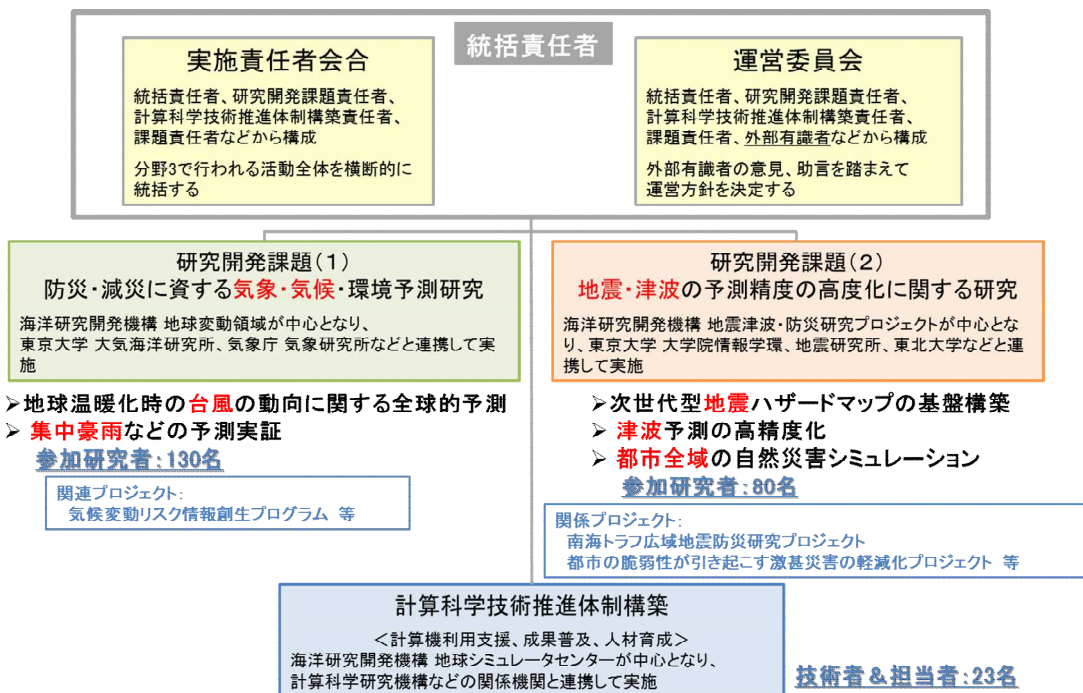 統括責任者
実施責任者会合
統括責任者、研究開発課題責任者、
計算科学技術推進体制構築責任者、
課題責任者などから構成
分野3で行われる活動全体を横断的に
統括する
運営委員会
統括責任者、研究開発課題責任者、
計算科学技術推進体制構築責任者、
課題責任者、外部有識者などから構成
外部有識者の意見、助言を踏まえて
運営方針を決定する
研究開発課題(1)
防災・減災に資する気象・気候・環境予測研究
海洋研究開発機構 地球変動領域が中心となり、
東京大学 大気海洋研究所、気象庁 気象研究所などと連携して実
施
➢地球温暖化時の台風の動向に関する全球的予測
➢ 集中豪雨などの予測実証
参加研究者:130名
関連プロジェクト:
気候変動リスク情報創生プログラム 等
研究開発課題(2)
地震・津波の予測精度の高度化に関する研究
海洋研究開発機構 地震津波・防災研究プロジェクトが中心とな
り、東京大学 大学院情報学環、地震研究所、東北大学などと連
携して実施
➢次世代型地震ハザードマップの基盤構築
➢ 津波予測の高精度化
➢ 都市全域の自然災害シミュレーション
参加研究者:80名
関係プロジェクト:
南海トラフ広域地震防災研究プロジェクト
都市の脆弱性が引き起こす激甚災害の軽減化プロジェクト 等
計算科学技術推進体制構築
<計算機利用支援、成果普及、人材育成>
海洋研究開発機構 地球シミュレータセンターが中心となり、
計算科学研究機構などの関係機関と連携して実施
技術者&担当者:23名